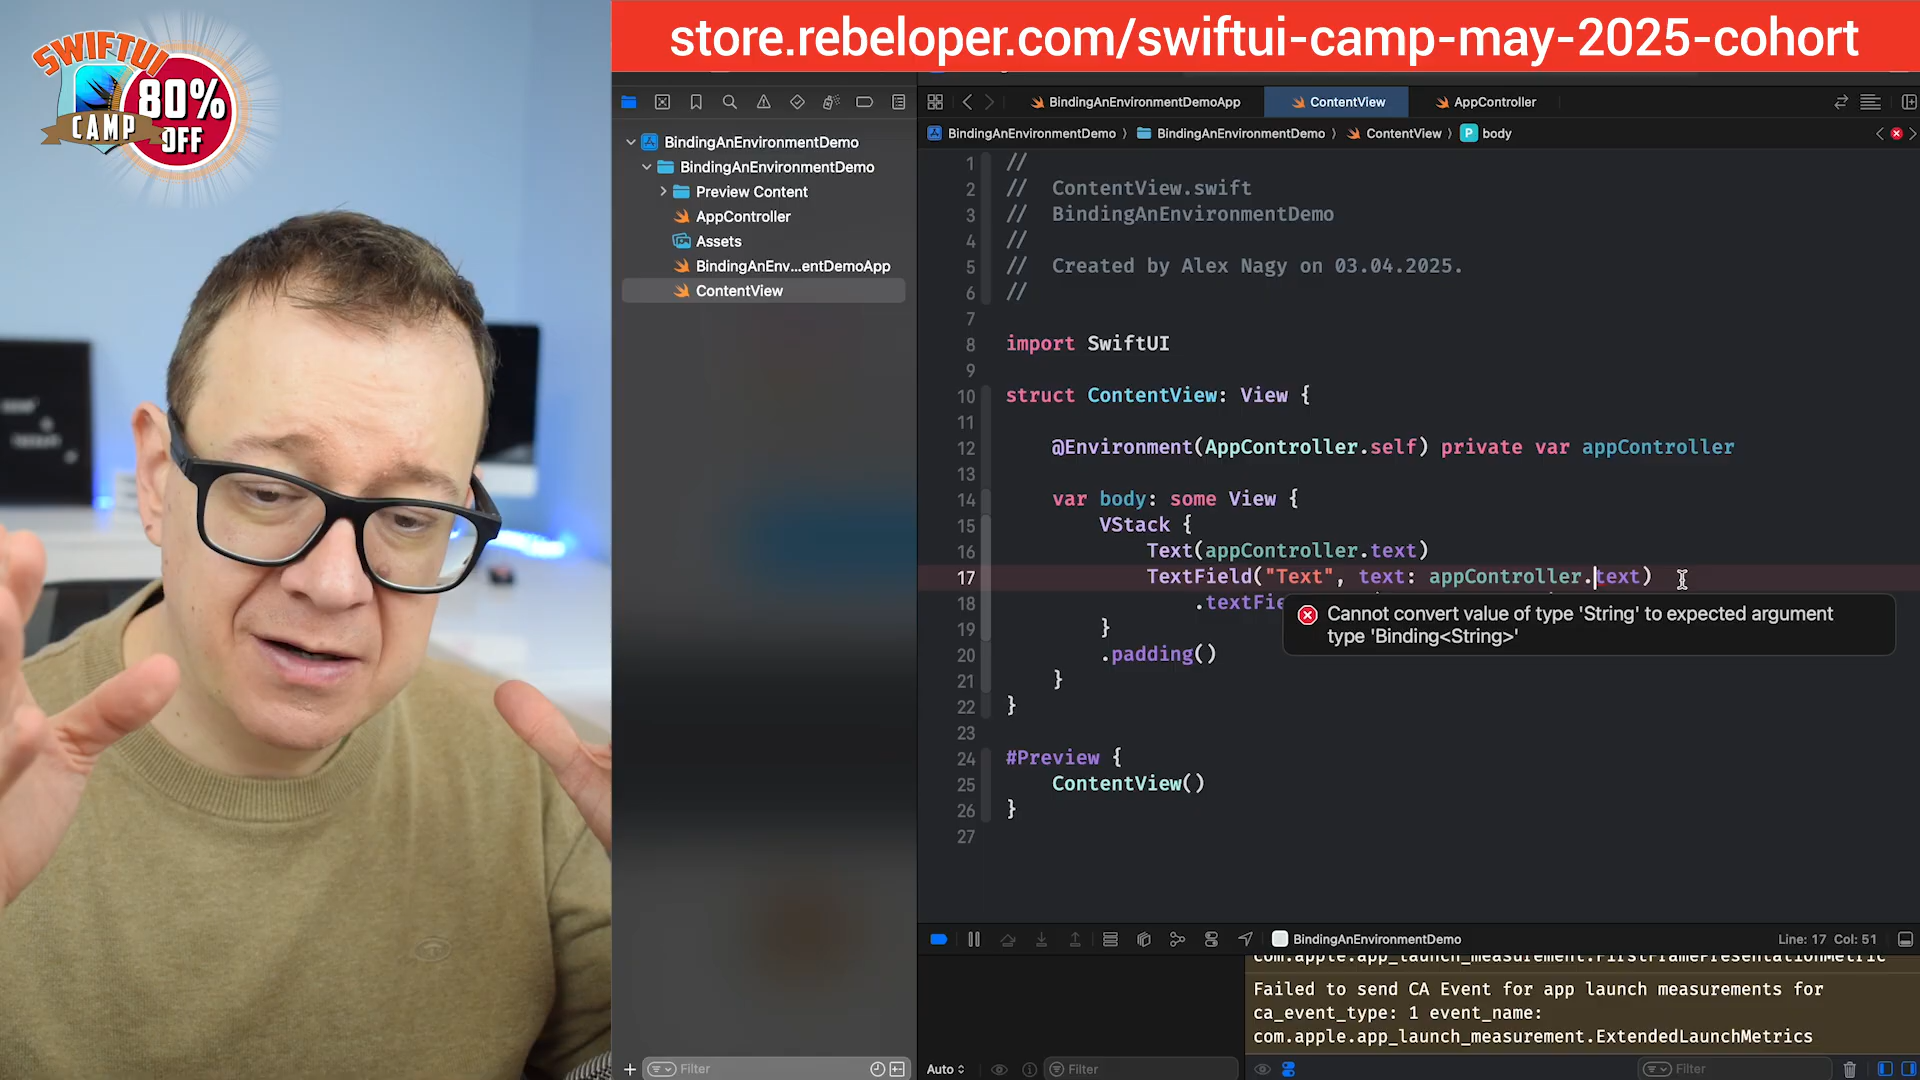 store.rebeloper.com/swiftui-camp-may-2025-cohort
SWIFTUI
CAMP
80%
OFF
BindingAnEnvironmentDemoApp
ContentView
AppController
BindingAnEnvironmentDemo
BindingAnEnvironmentDemo
ContentView
P body
BindingAnEnvironmentDemo
BindingAnEnvironmentDemo
Preview Content
AppController
Assets
BindingAnEnv...entDemoApp
ContentView
1 //
2 // ContentView.swift
3 // BindingAnEnvironmentDemo
4 //
5 // Created by Alex Nagy on 03.04.2025.
6 //
7
8 import SwiftUI
9
10 struct ContentView: View {
11
12 @Environment(AppController.self) private var appController
13
14 var body: some View {
15 VStack {
16 Text(appController.text)
17 TextField("Text", text: appController.text)
18 .textFie
19 }
20 .padding()
21 }
22 }
23
24 #Preview {
25 ContentView()
26 }
27
Cannot convert value of type 'String' to expected argument
type 'Binding<String>'
BindingAnEnvironmentDemo
Line: 17 Col: 51
com.apple.app_launch_measurement.FirstFramePresentationMetric
Failed to send CA Event for app launch measurements for
ca_event_type: 1 event_name:
com.apple.app_launch_measurement.ExtendedLaunchMetrics
Filter
Auto
Filter
Filter